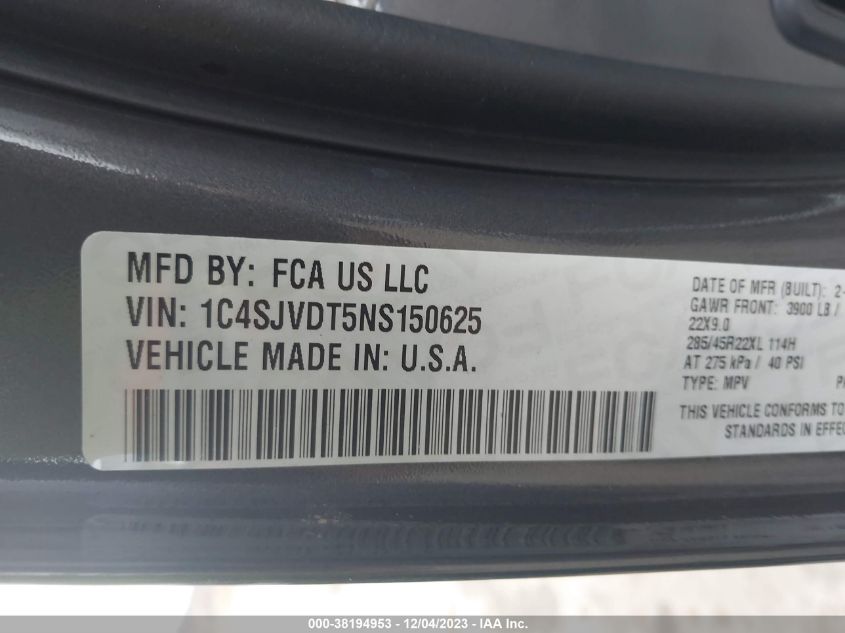 MFD BY: FCA US LLC
VIN: 1C4SJVDT5NS150625
VEHICLE MADE IN: U.S.A.
DATE OF MFR (BUILT): 2-
GAWR FRONT: 3900 LB /
22X9.0
285/45R22XL 114H
AT 275 kPa / 40 PSI
TYPE: MPV
THIS VEHICLE CONFORMS TO
STANDARDS IN EFFEC
000-38194953 - 12/04/2023 - IAA Inc.